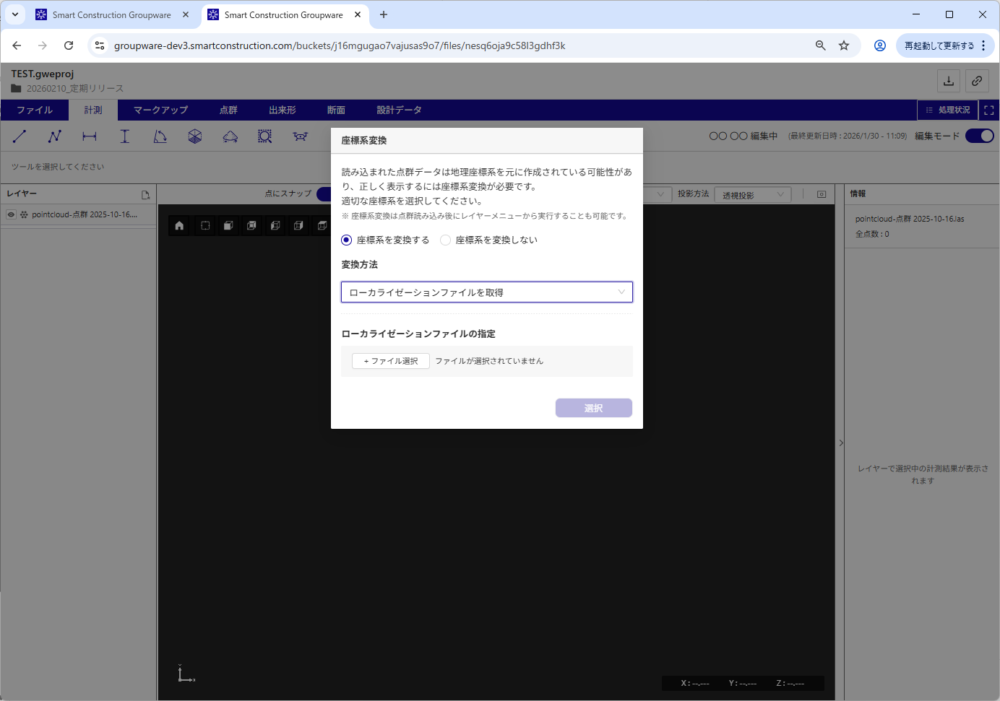 Smart Construction Groupware
Smart Construction Groupware
groupware-dev3.smartconstruction.com/buckets/j16mgugao7vajusas9o7/files/nesq6oja9c58l3gdhf3k
再起動して更新する
TEST.gweproj
20260210_定期リリース
ファイル 計測 マークアップ 点群 出来形 断面 設計データ
処理状況
〇〇 〇〇 編集中 (最終更新日時 : 2026/1/30 - 11:09) 編集モード
ツールを選択してください
レイヤー
点にスナップ
投影方法 透視投影
情報
pointcloud-点群 2025-10-16....
pointcloud-点群 2025-10-16.las
全点数 : 0
座標系変換
読み込まれた点群データは地理座標系を元に作成されている可能性があ
り、正しく表示するには座標系変換が必要です。
適切な座標系を選択してください。
※ 座標系変換は点群読み込み後にレイヤーメニューから実行することも可能です。
座標系を変換する 座標系を変換しない
変換方法
ローカライゼーションファイルを取得
ローカライゼーションファイルの指定
+ ファイル選択 ファイルが選択されていません
選択
レイヤーで選択中の計測結果が表示さ
れます
X:--.--- Y:--.--- Z:--.---